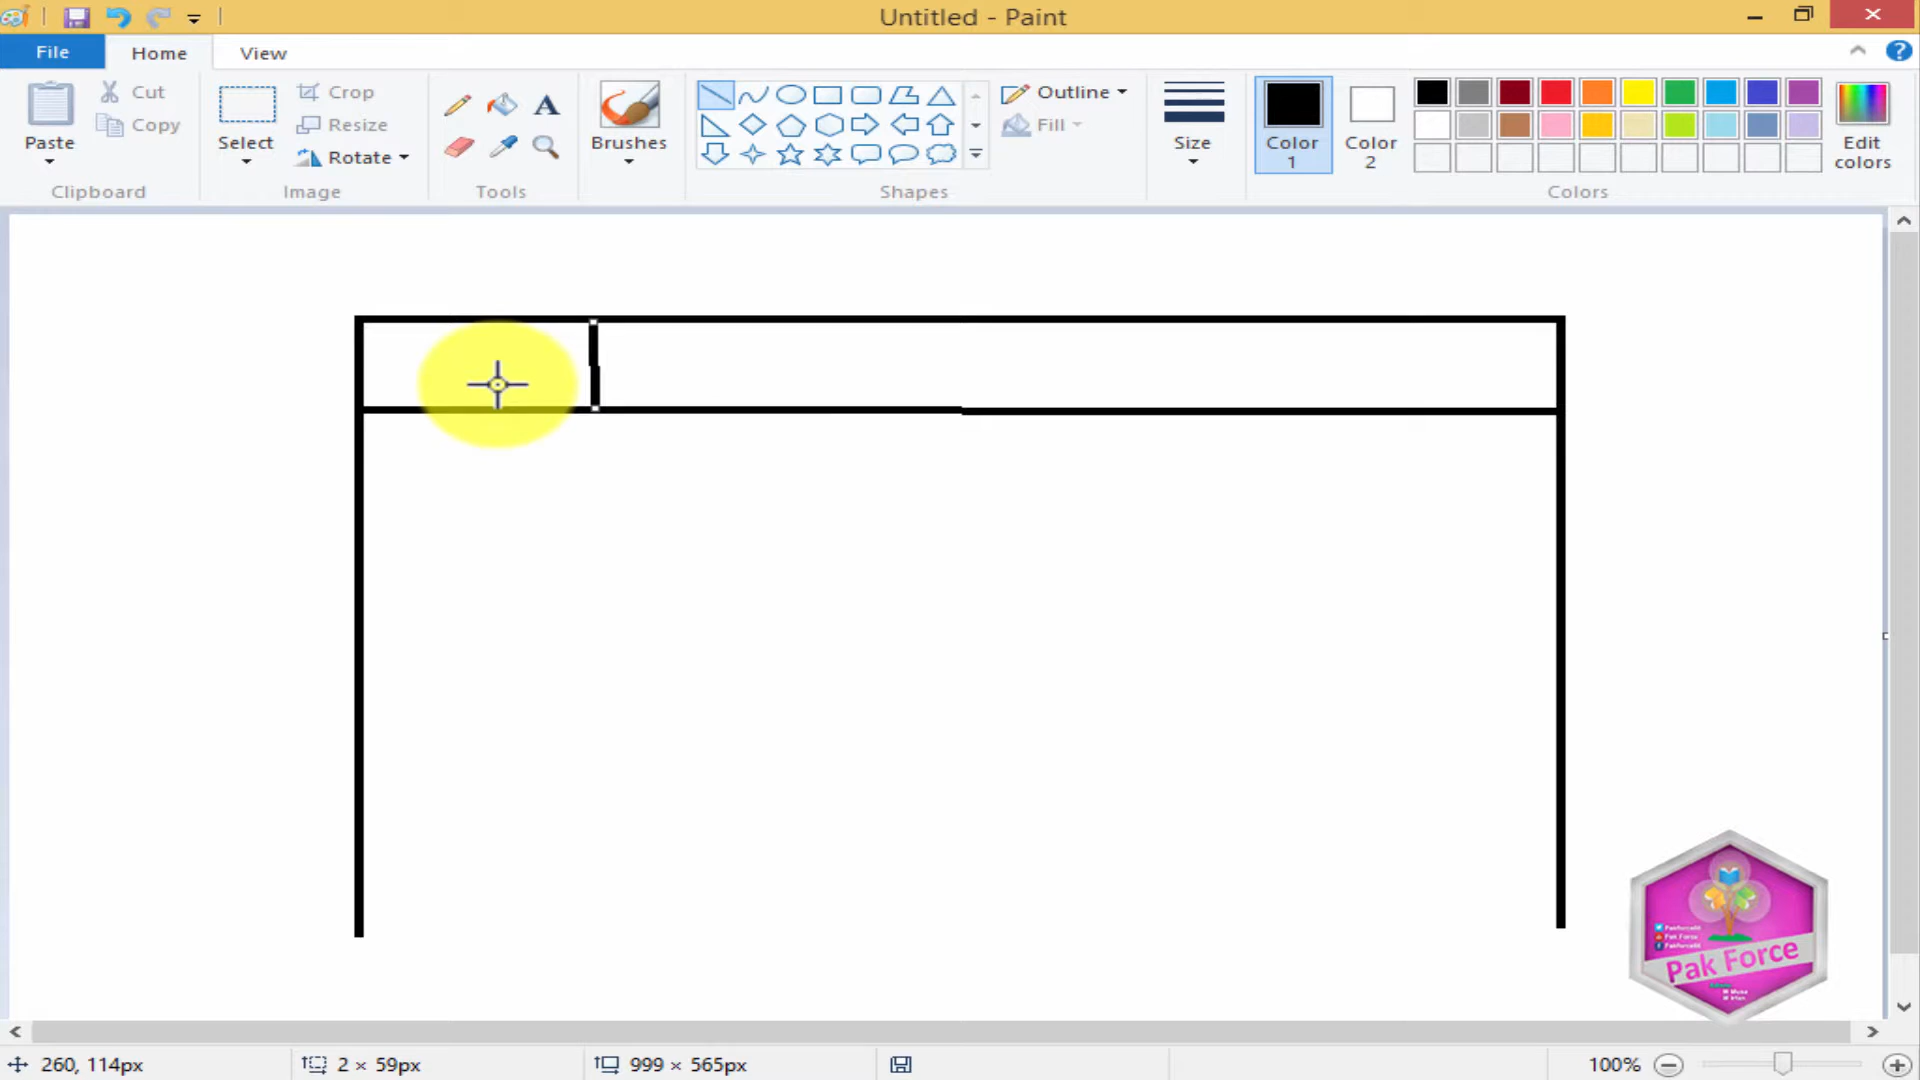 Untitled - Paint
File
Home
View
Paste
Cut
Copy
Clipboard
Select
Crop
Resize
Rotate
Image
A
Tools
Brushes
Shapes
Outline
Fill
Size
Color
1
Color
2
Edit
colors
Colors
Pak Force
260, 114px
2 × 59px
999 × 565px
100%